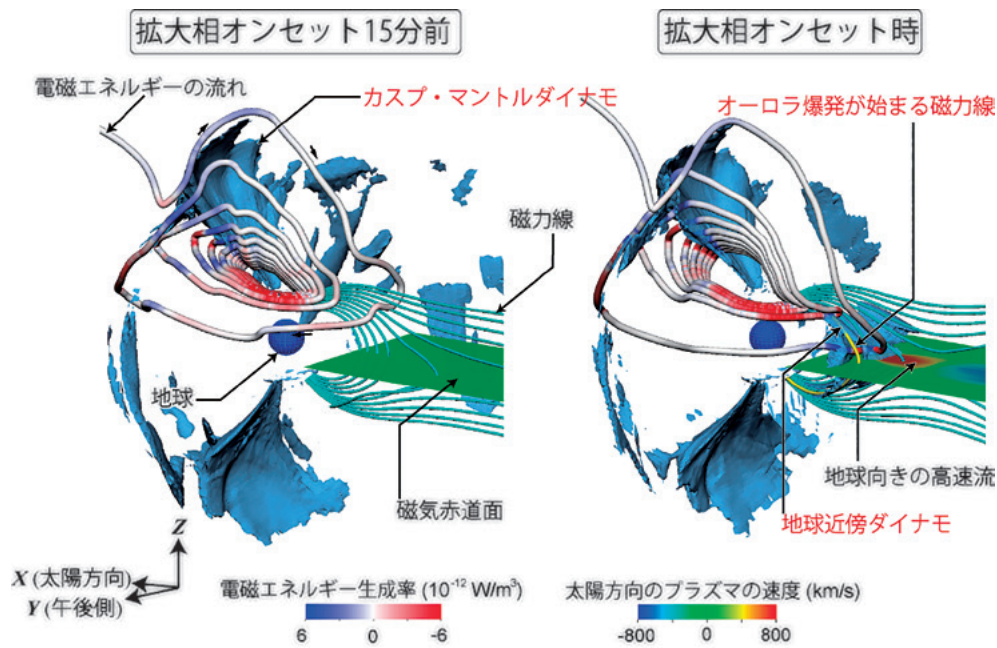 拡大相オンセット15分前
拡大相オンセット時
電磁エネルギーの流れ
カスプ・マントルダイナモ
オーロラ爆発が始まる磁力線
磁力線
地球
磁気赤道面
地球向きの高速流
地球近傍ダイナモ
Z
X (太陽方向)
Y (午後側)
電磁エネルギー生成率 (10-12 W/m3)
6 0 -6
太陽方向のプラズマの速度 (km/s)
-800 0 800